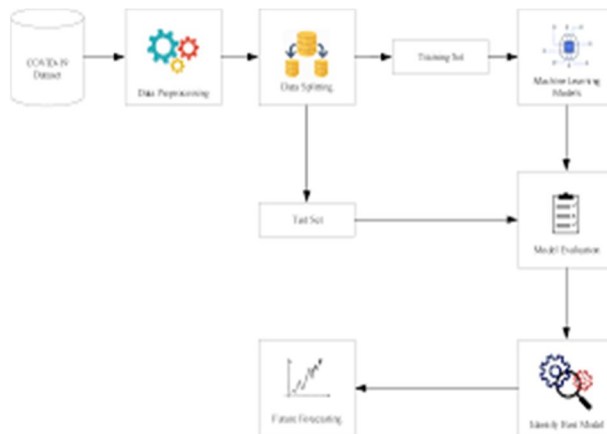 COVID-19
Dataset
Data Preprocessing
Data Splitting
Training Set
Machine Learning
Models
Test Set
Model Evaluation
Future Forecasting
Identify Best Model